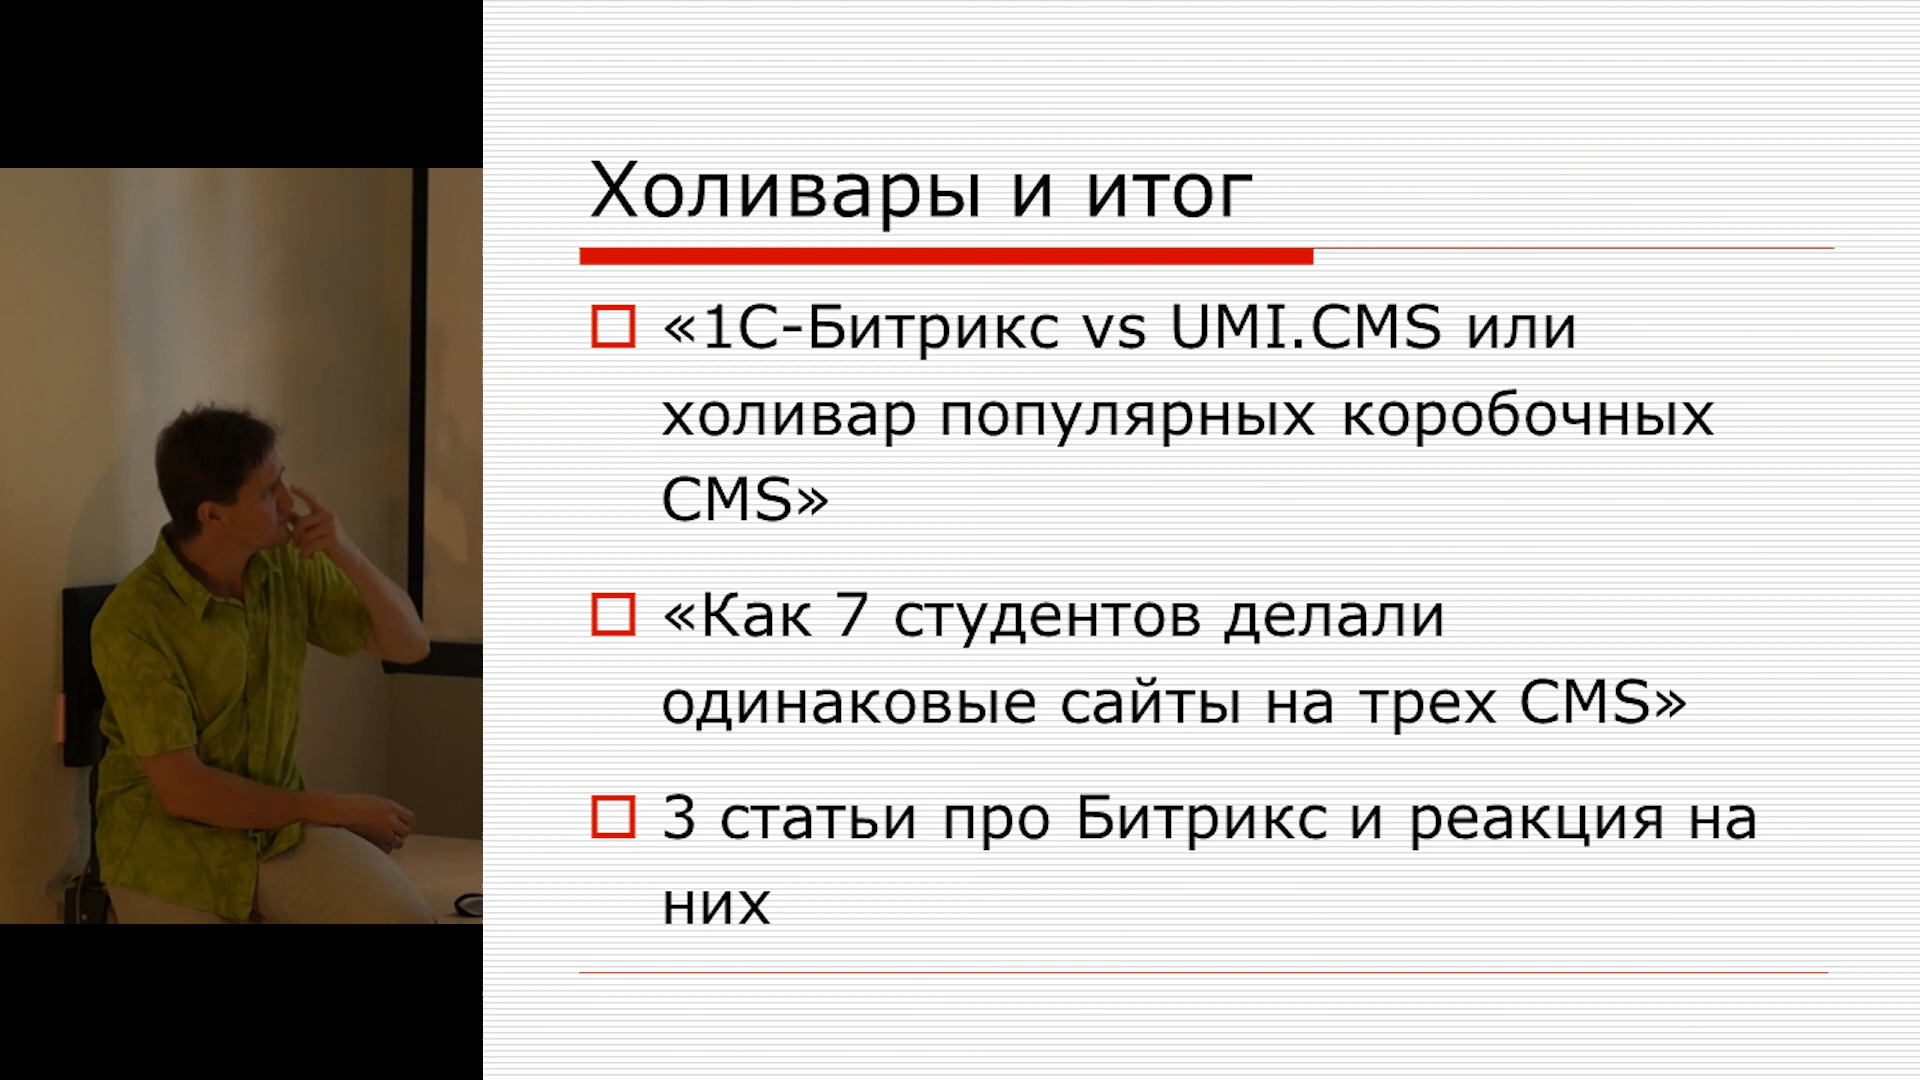 Холивары и итог
«1С-Битрикс vs UMI.CMS или
холивар популярных коробочных
CMS»
«Как 7 студентов делали
одинаковые сайты на трех CMS»
3 статьи про Битрикс и реакция на
них